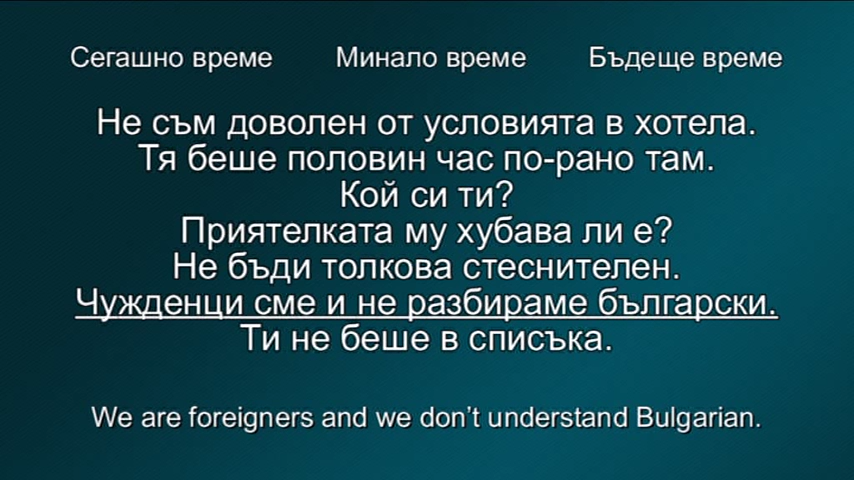 Сегашно време Минало време Бъдеще време
Не съм доволен от условията в хотела.
Тя беше половин час по-рано там.
Кой си ти?
Приятелката му хубава ли е?
Не бъди толкова стеснителен.
Чужденци сме и не разбираме български.
Ти не беше в списъка.
We are foreigners and we don't understand Bulgarian.